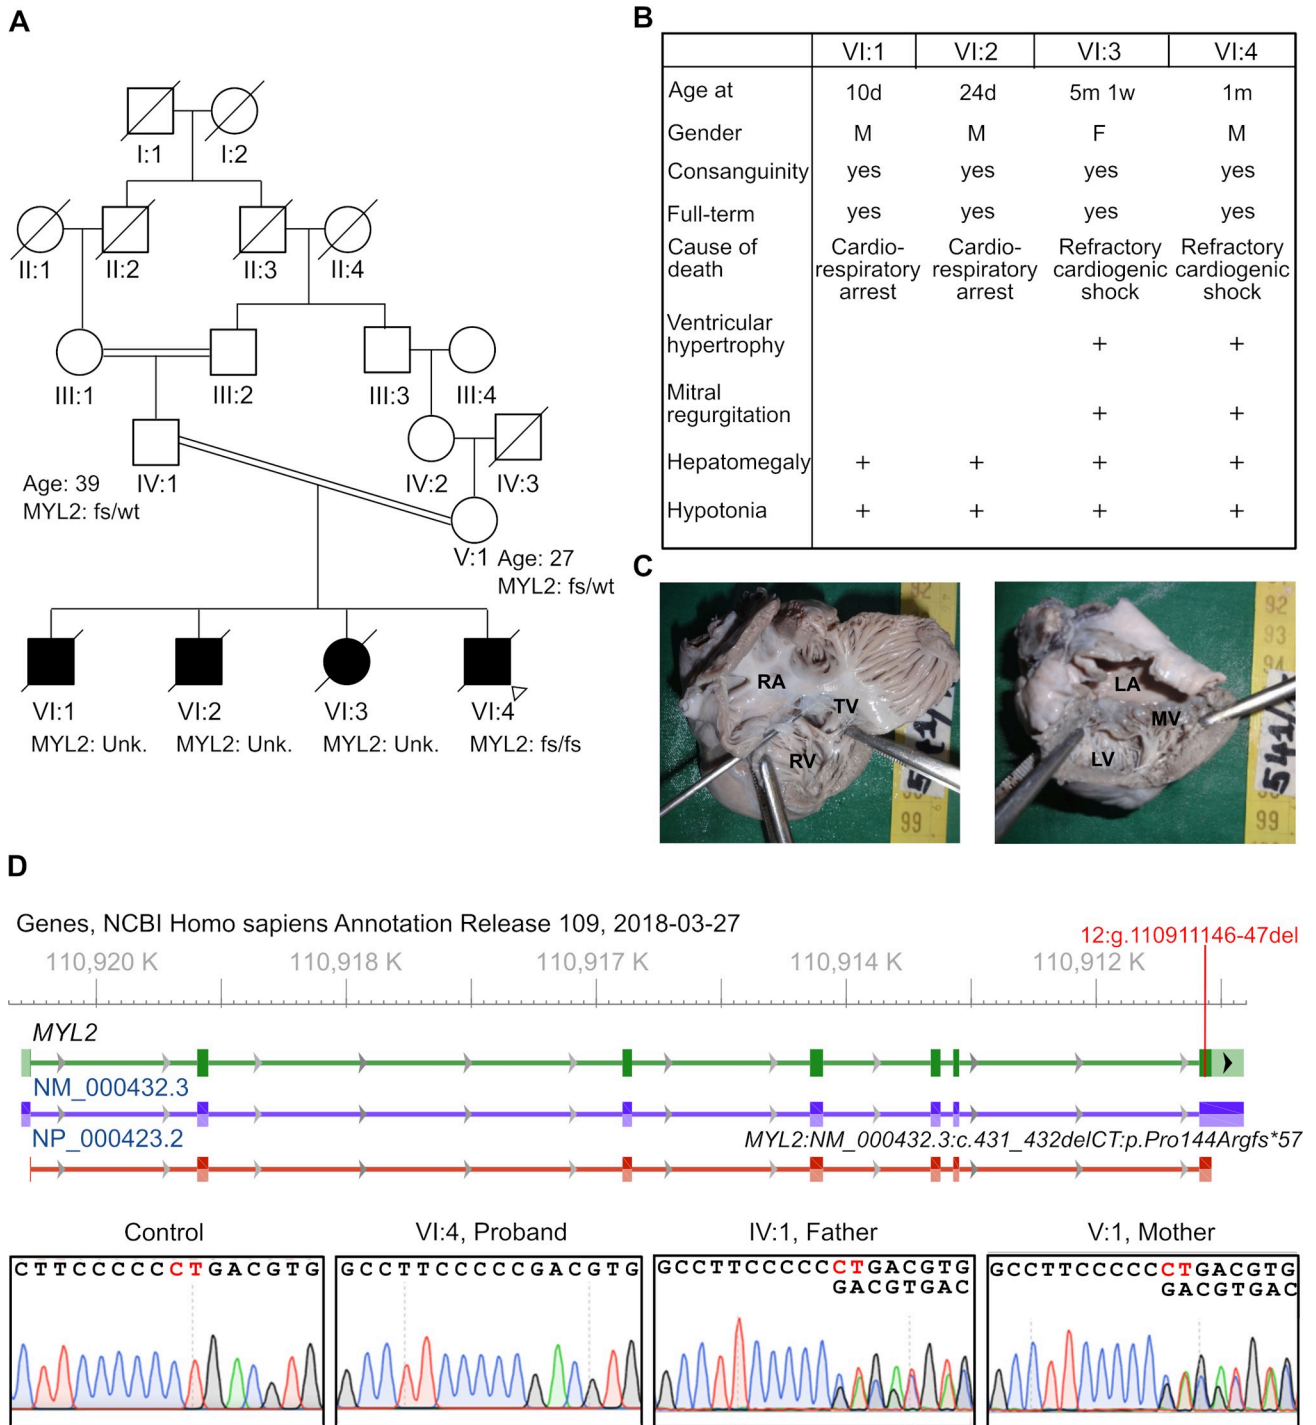 A
I:1
I:2
II:1
II:2
II:3
II:4
III:1
III:2
III:3
III:4
Age: 39
MYL2: fs/wt
IV:1
IV:2
IV:3
V:1
Age: 27
MYL2: fs/wt
VI:1
VI:2
VI:3
VI:4
MYL2: Unk.
MYL2: Unk.
MYL2: Unk.
MYL2: fs/fs
B
VI:1 VI:2 VI:3 VI:4
Age at 10d 24d 5m 1w 1m
Gender M M F M
Consanguinity yes yes yes yes
Full-term yes yes yes yes
Cause of Cardio- Cardio- Refractory Refractory
death respiratory respiratory cardiogenic cardiogenic
arrest arrest shock shock
Ventricular
hypertrophy + +
Mitral
regurgitation + +
Hepatomegaly + + + +
Hypotonia + + + +
C
RA
TV
RV
92
99
LA
MV
LV
92
93
94
98
99
541/
D
Genes, NCBI Homo sapiens Annotation Release 109, 2018-03-27
12:g.110911146-47del
110,920 K 110,918 K 110,917 K 110,914 K 110,912 K
MYL2
NM_000432.3
NP_000423.2
MYL2:NM_000432.3:c.431_432delCT:p.Pro144Argfs*57
Control
CTTCCCCCCTGACGTG
VI:4, Proband
GCCTTCCCCCGACGTG
IV:1, Father
GCCTTCCCCCCTGACGTG
GACGTGAC
V:1, Mother
GCCTTCCCCCCTGACGTG
GACGTGAC